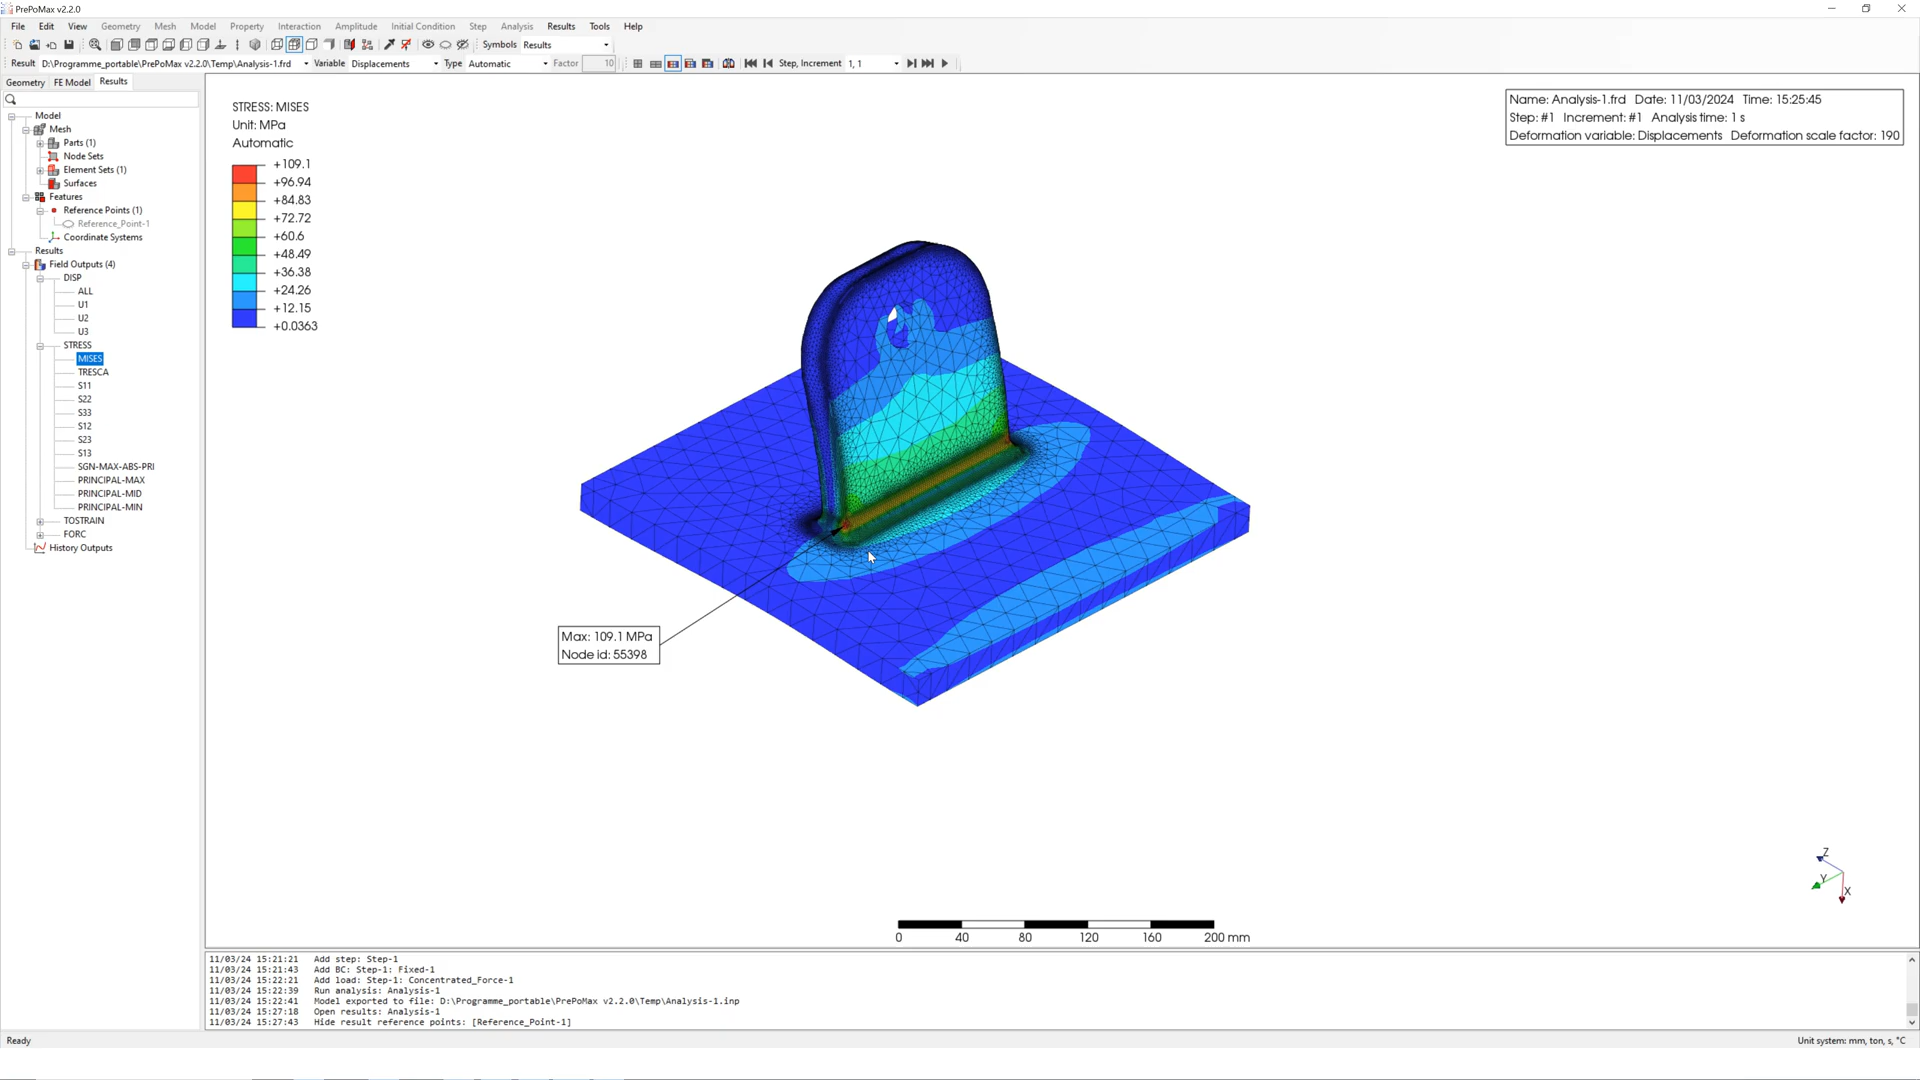 PrePoMax v2.2.0
File Edit View Geometry Mesh Model Property Interaction Amplitude Initial Condition Step Analysis Results Tools Help
Symbols Results
Result D:\Programme_portable\PrePoMax v2.2.0\Temp\Analysis-1.frd Variable Displacements Type Automatic Factor 10 Step, Increment 1, 1
Geometry FE Model Results
Model
Mesh
Parts (1)
Node Sets
Element Sets (1)
Surfaces
Features
Reference Points (1)
Reference_Point-1
Coordinate Systems
Results
Field Outputs (4)
DISP
ALL
U1
U2
U3
STRESS
MISES
TRESCA
S11
S22
S33
S12
S23
S13
SGN-MAX-ABS-PRI
PRINCIPAL-MAX
PRINCIPAL-MID
PRINCIPAL-MIN
TOSTRAIN
FORC
History Outputs
STRESS: MISES
Unit: MPa
Automatic
+109.1
+96.94
+84.83
+72.72
+60.6
+48.49
+36.38
+24.26
+12.15
+0.0363
Name: Analysis-1.frd Date: 11/03/2024 Time: 15:25:45
Step: #1 Increment: #1 Analysis time: 1 s
Deformation variable: Displacements Deformation scale factor: 190
Max: 109.1 MPa
Node id: 55398
Z
Y
X
0 40 80 120 160 200 mm
11/03/24 15:21:21 Add step: Step-1
11/03/24 15:21:43 Add BC: Step-1: Fixed-1
11/03/24 15:22:21 Add load: Step-1: Concentrated_Force-1
11/03/24 15:22:39 Run analysis: Analysis-1
11/03/24 15:22:41 Model exported to file: D:\Programme_portable\PrePoMax v2.2.0\Temp\Analysis-1.inp
11/03/24 15:27:18 Open results: Analysis-1
11/03/24 15:27:43 Hide result reference points: [Reference_Point-1]
Ready
Unit system: mm, ton, s, °C